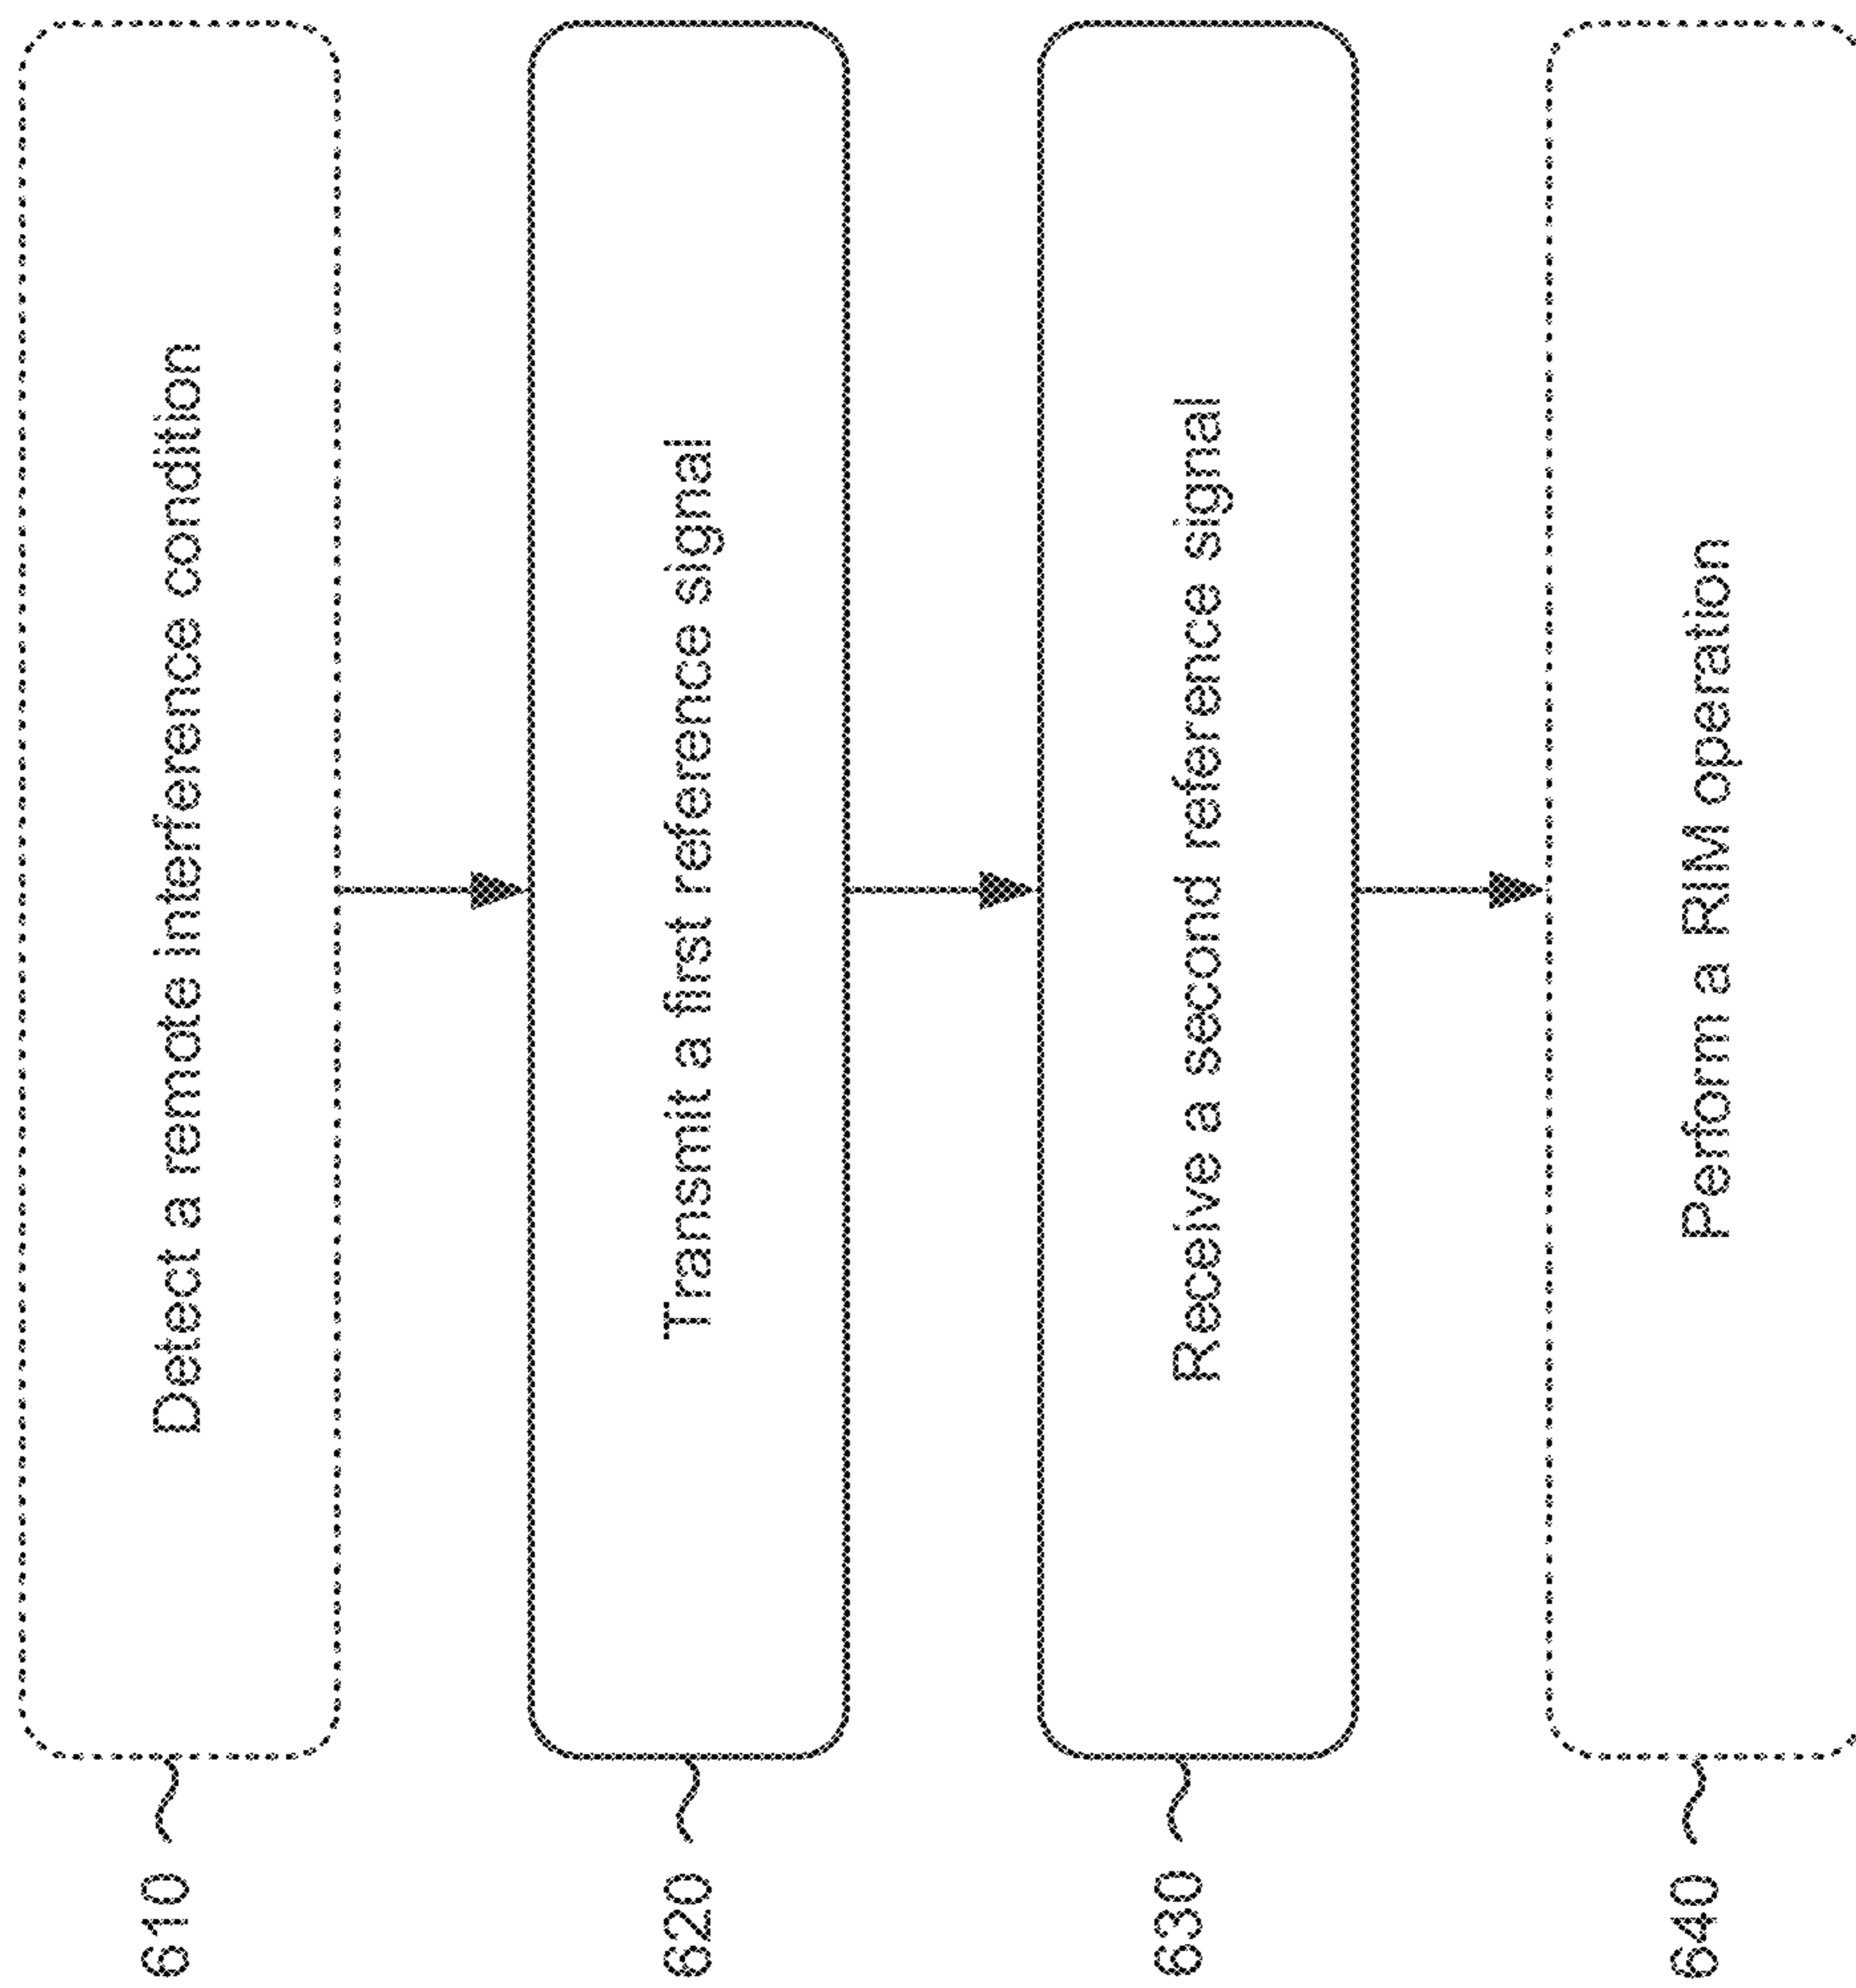 610
Detect a remote interference condition
620
Transmit a first reference signal
630
Receive a second reference signal
640
Perform a RIM operation